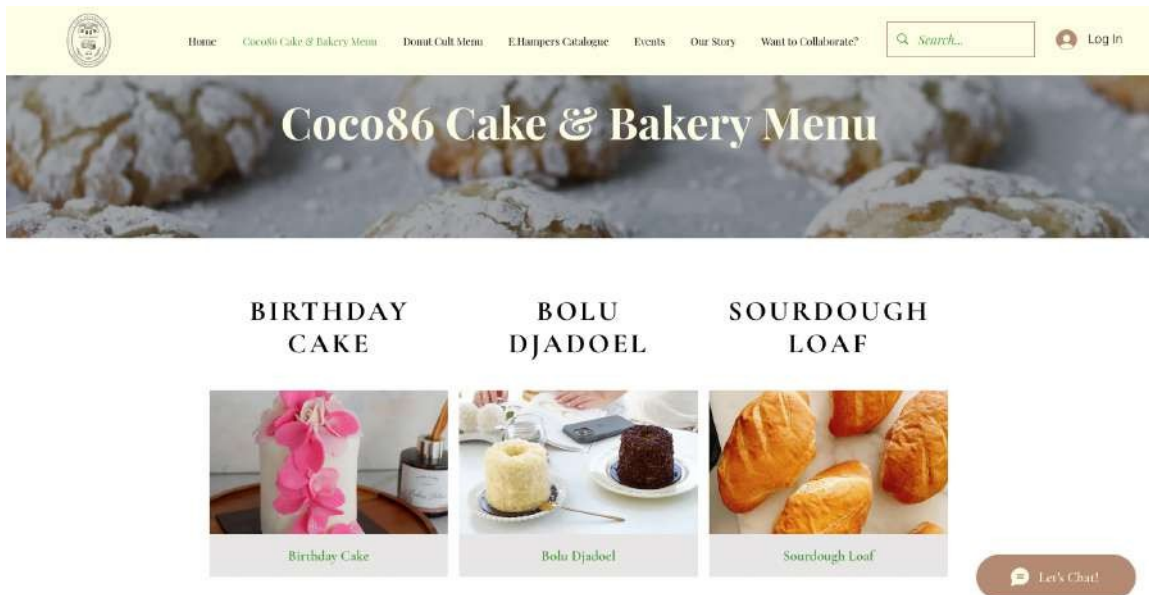 Home Coco86 Cake & Bakery Menu Donut Cult Menu E.Hampers Catalogue Events Our Story Want to Collaborate? Search... Log In
Coco86 Cake & Bakery Menu
BIRTHDAY
CAKE
BOLU
DJADOEL
SOURDOUGH
LOAF
Birthday Cake
Bolu Djadoel
Sourdough Loaf
Let's Chat!